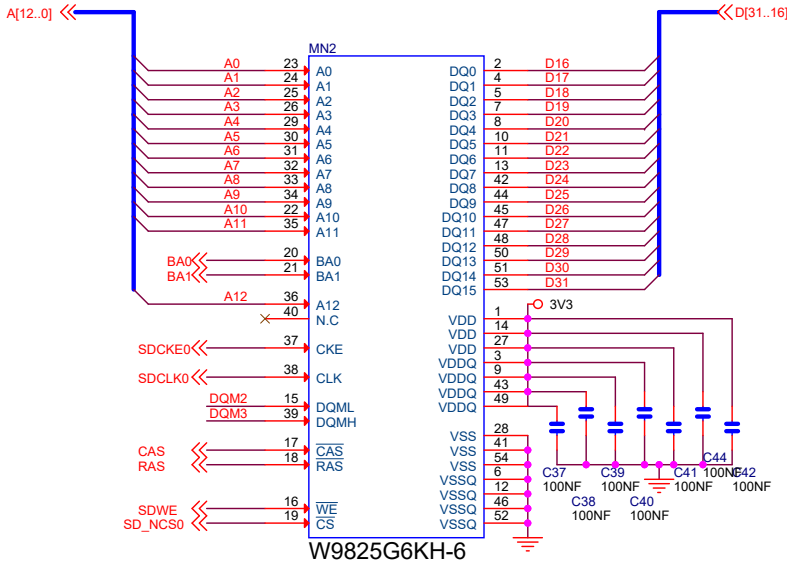 A[12..0]
D[31..16]
MN2
A0 23 A0 DQ0 2 D16
A1 24 A1 DQ1 4 D17
A2 25 A2 DQ2 5 D18
A3 26 A3 DQ3 7 D19
A4 29 A4 DQ4 8 D20
A5 30 A5 DQ5 10 D21
A6 31 A6 DQ6 11 D22
A7 32 A7 DQ7 13 D23
A8 33 A8 DQ8 42 D24
A9 34 A9 DQ9 44 D25
A10 22 A10 DQ10 45 D26
A11 35 A11 DQ11 47 D27
DQ12 48 D28
BA0 20 BA0 DQ13 50 D29
BA1 21 BA1 DQ14 51 D30
DQ15 53 D31
A12 36 A12
3V3
40 N.C VDD 1
VDD 14
SDCKE0 37 CKE VDD 27
VDDQ 3
SDCLK0 38 CLK VDDQ 9
VDDQ 43
DQM2 15 DQML VDDQ 49
DQM3 39 DQMH
VSS 28
CAS 17 CAS VSS 41
RAS 18 RAS VSS 54
VSSQ 6
VSSQ 12
SDWE 16 WE VSSQ 46
SD_NCS0 19 CS VSSQ 52
C37 100NF
C38 100NF
C39 100NF
C40 100NF
C41 100NF
C44 100NF
C42 100NF
W9825G6KH-6